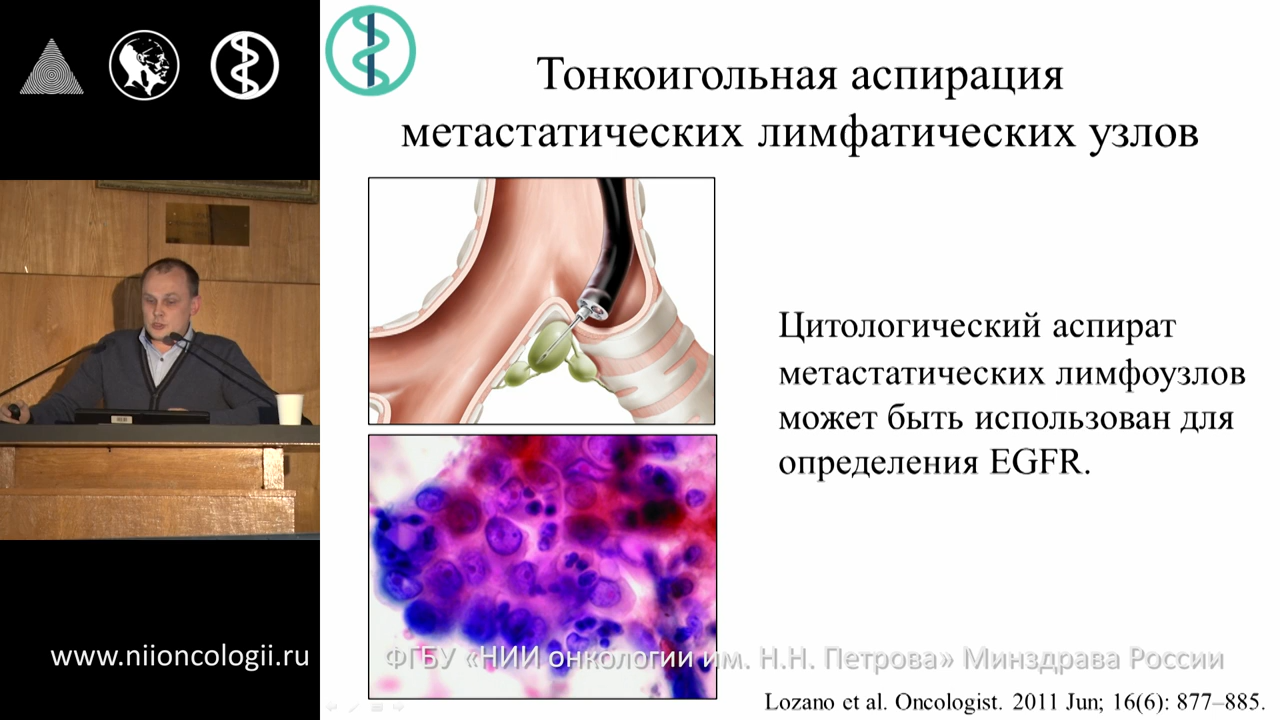 Тонкоигольная аспирация
метастатических лимфатических узлов
Цитологический аспират
метастатических лимфоузлов
может быть использован для
определения EGFR.
www.niioncologii.ru
ФГБУ «НИИ онкологии им. Н.Н. Петрова» Минздрава России
Lozano et al. Oncologist. 2011 Jun; 16(6): 877–885.